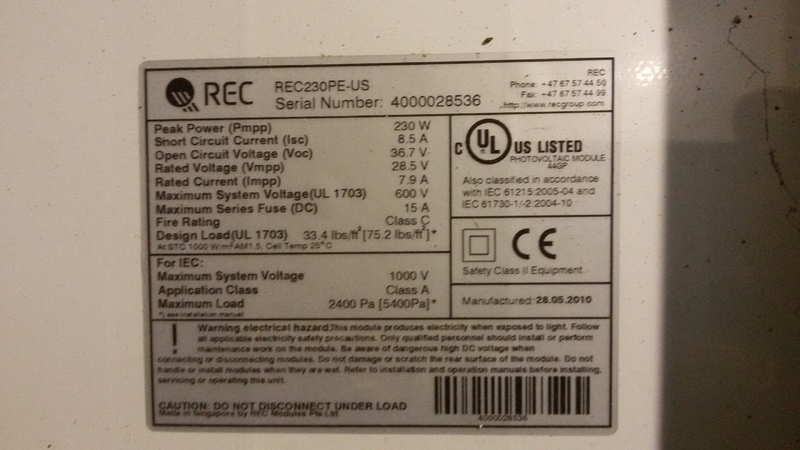 REC
REC230PE-US
Serial Number: 4000028536
REC
Phone: +47 67 57 44 50
Fax: +47 67 57 44 99
http://www.recgroup.com
Peak Power (Pmpp) 230 W
Short Circuit Current (Isc) 8.5 A
Open Circuit Voltage (Voc) 36.7 V
Rated Voltage (Vmpp) 28.5 V
Rated Current (Impp) 7.9 A
Maximum System Voltage(UL 1703) 600 V
Maximum Series Fuse (DC) 15 A
Fire Rating Class C
Design Load(UL 1703) 33.4 lbs/ft² [75.2 lbs/ft²]*
At STC 1000 W/m² AM1.5, Cell Temp 25°C
C UL ® US LISTED
PHOTOVOLTAIC MODULE
44GP
Also classified in accordance
with IEC 61215:2005-04 and
IEC 61730-1/-2:2004-10
CE
Safety Class II Equipment
For IEC:
Maximum System Voltage 1000 V
Application Class Class A
Maximum Load 2400 Pa [5400Pa]*
*) see installation manual
Manufactured: 28.05.2010
! Warning electrical hazard.This module produces electricity when exposed to light. Follow
all applicable electricity safety precautions. Only qualified personnel should install or perform
maintenance work on the module. Be aware of dangerous high DC voltage when
connecting or disconnecting modules. Do not damage or scratch the rear surface of the module. Do not
handle or install modules when they are wet. Refer to installation and operation manuals before installing,
servicing or operating this unit.
CAUTION: DO NOT DISCONNECT UNDER LOAD
Made in Singapore by REC Modules Pte.Ltd.
4000028536